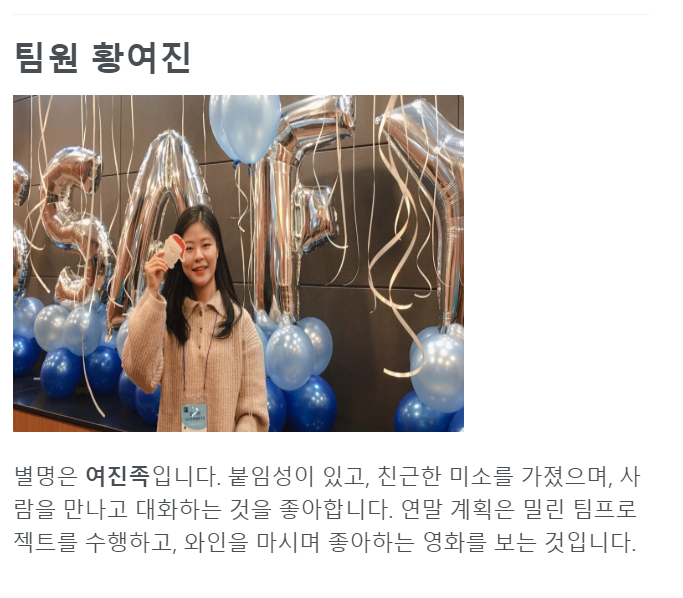 팀원 황여진
SSAFY
별명은 여진족입니다. 붙임성이 있고, 친근한 미소를 가졌으며, 사
람을 만나고 대화하는 것을 좋아합니다. 연말 계획은 밀린 팀프로
젝트를 수행하고, 와인을 마시며 좋아하는 영화를 보는 것입니다.